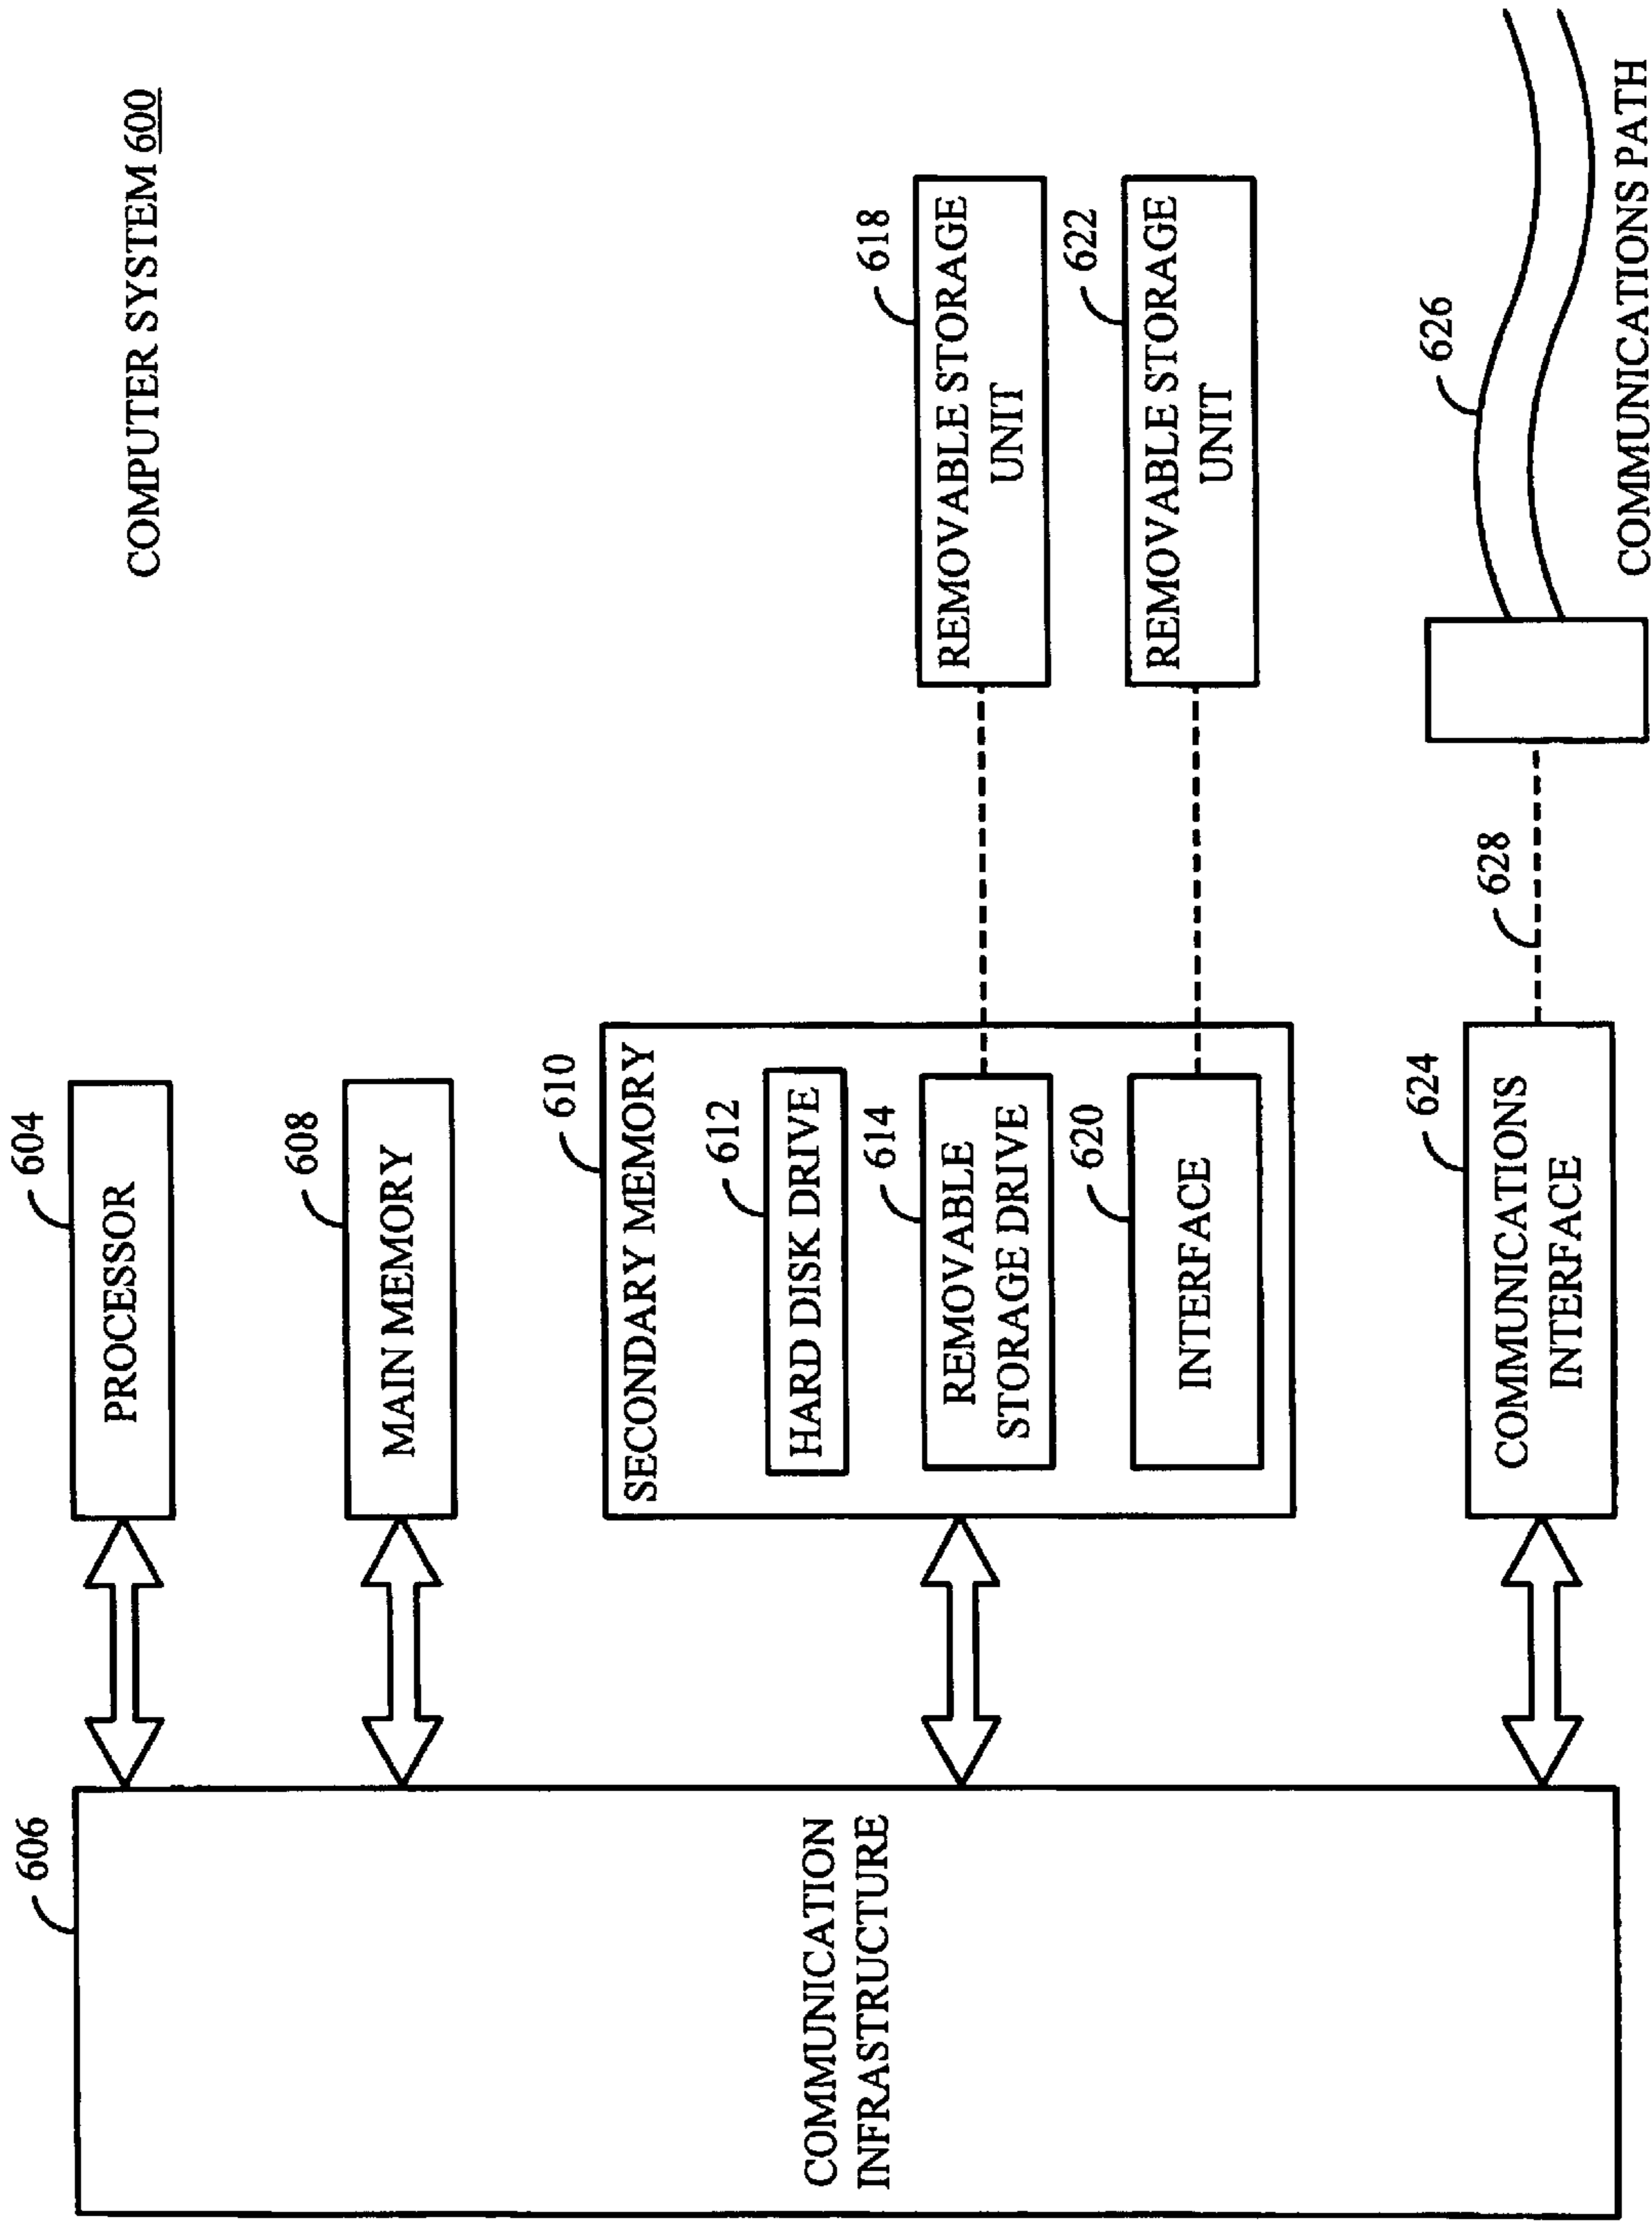 COMPUTER SYSTEM 600
606
COMMUNICATION
INFRASTRUCTURE
604
PROCESSOR
608
MAIN MEMORY
610
SECONDARY MEMORY
612
HARD DISK DRIVE
614
REMOVABLE
STORAGE DRIVE
618
REMOVABLE STORAGE
UNIT
620
INTERFACE
622
REMOVABLE STORAGE
UNIT
624
COMMUNICATIONS
INTERFACE
628
626
COMMUNICATIONS PATH